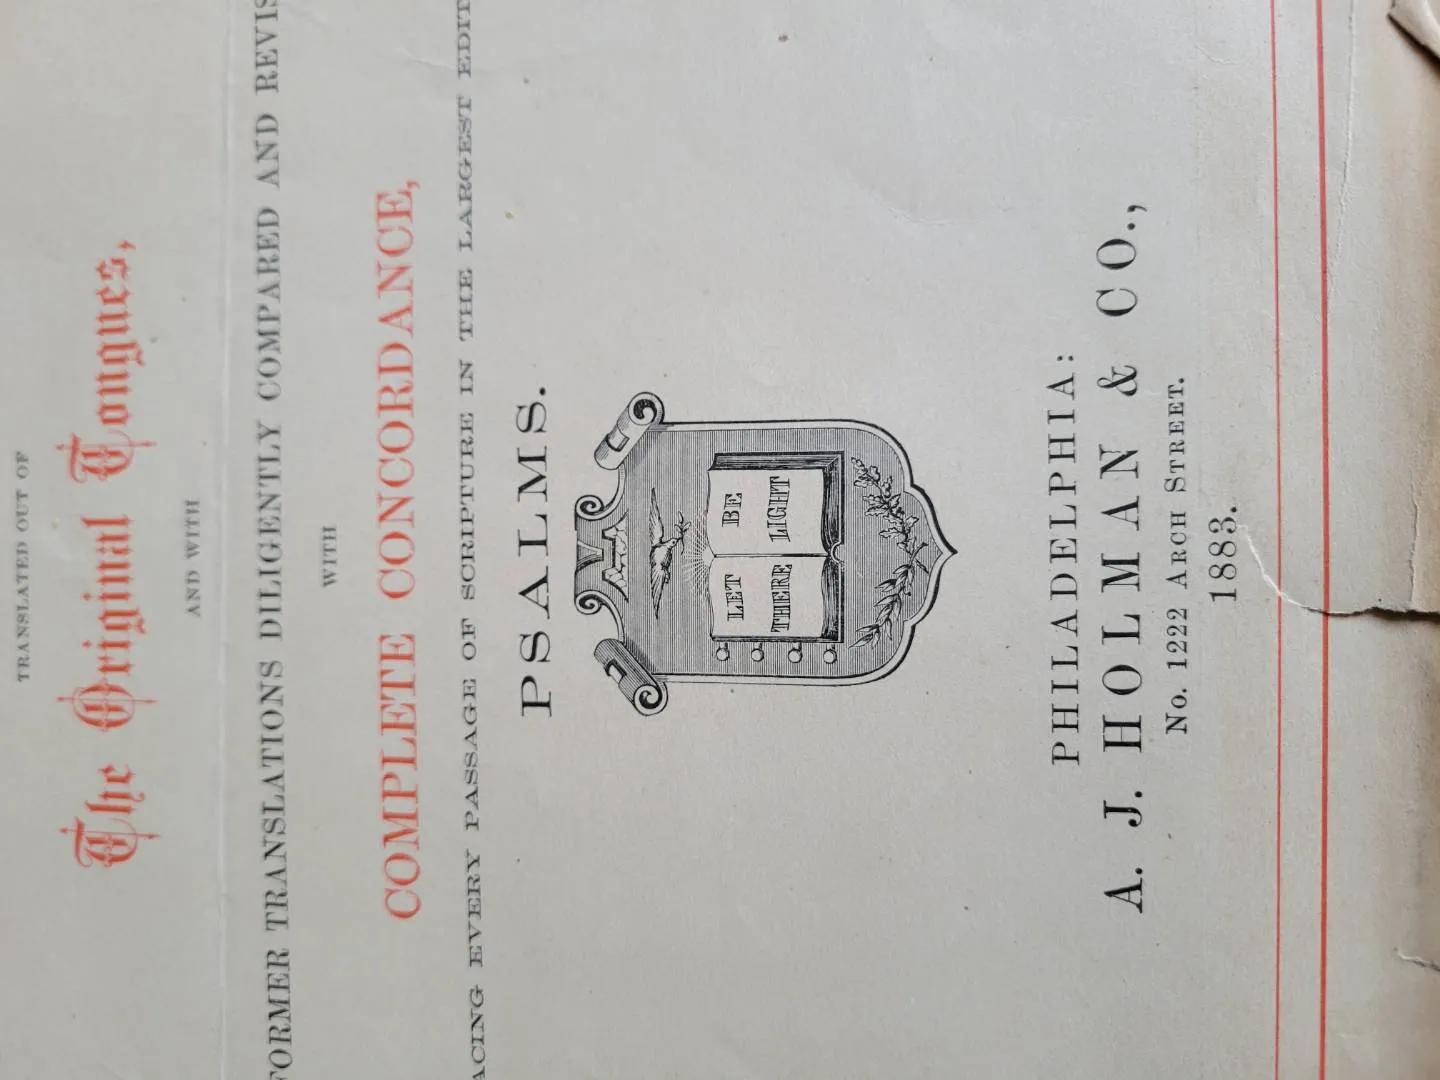 TRANSLATED OUT OF
The Original Tongues,
AND WITH
FORMER TRANSLATIONS DILIGENTLY COMPARED AND REVIS
WITH
COMPLETE CONCORDANCE,
ACING EVERY PASSAGE OF SCRIPTURE IN THE LARGEST EDIT
PSALMS.
LET THERE
BE LIGHT
PHILADELPHIA:
A. J. HOLMAN & CO.,
No. 1222 ARCH STREET.
1883.